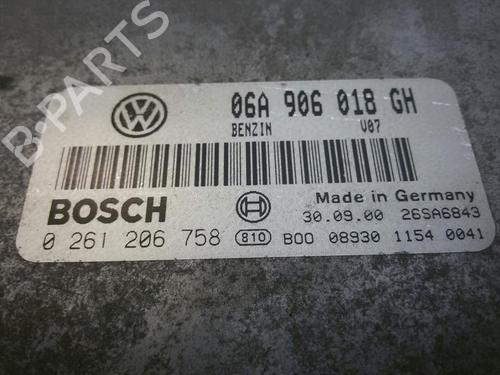 B-PARTS
06A 906 018 GH
BENZIN V07
BOSCH
Made in Germany
30.09.00 26SA6843
0 261 206 758 810 B00 08930 1154 0041